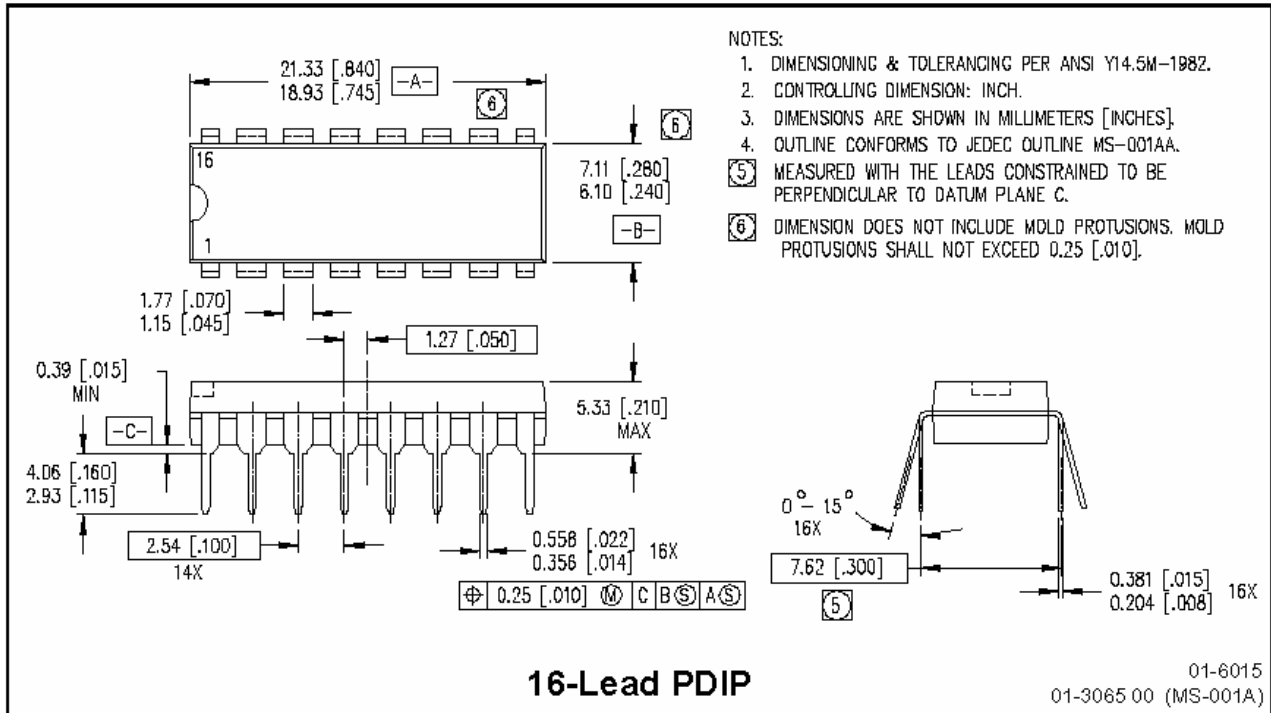 21.33 [.840]
18.93 [.745]
-A-
6
6
16
1
7.11 [.280]
6.10 [.240]
-B-
NOTES:
1. DIMENSIONING & TOLERANCING PER ANSI Y14.5M-1982.
2. CONTROLLING DIMENSION: INCH.
3. DIMENSIONS ARE SHOWN IN MILLIMETERS [INCHES].
4. OUTLINE CONFORMS TO JEDEC OUTLINE MS-001AA.
5 MEASURED WITH THE LEADS CONSTRAINED TO BE
PERPENDICULAR TO DATUM PLANE C.
6 DIMENSION DOES NOT INCLUDE MOLD PROTUSIONS. MOLD
PROTUSIONS SHALL NOT EXCEED 0.25 [.010].
1.77 [.070]
1.15 [.045]
1.27 [.050]
0.39 [.015]
MIN
-C-
5.33 [.210]
MAX
4.06 [.160]
2.93 [.115]
2.54 [.100]
14X
0.558 [.022]
0.356 [.014]
16X
⌖ 0.25 [.010] Ⓜ C B Ⓢ A Ⓢ
0°-15°
16X
7.62 [.300]
5
0.381 [.015]
0.204 [.008]
16X
16-Lead PDIP
01-6015
01-3065 00 (MS-001A)